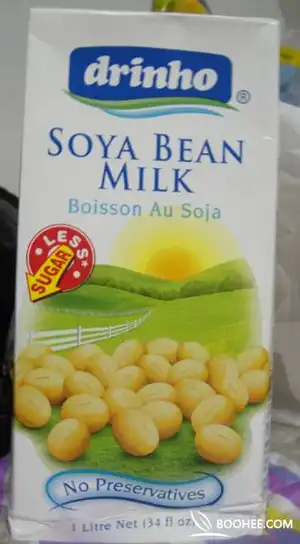 drinho®
SOYA BEAN
MILK
Boisson Au Soja
LESS*
SUGAR
No Preservatives
1 Litre Net (34 fl oz)
BOOHEE.COM